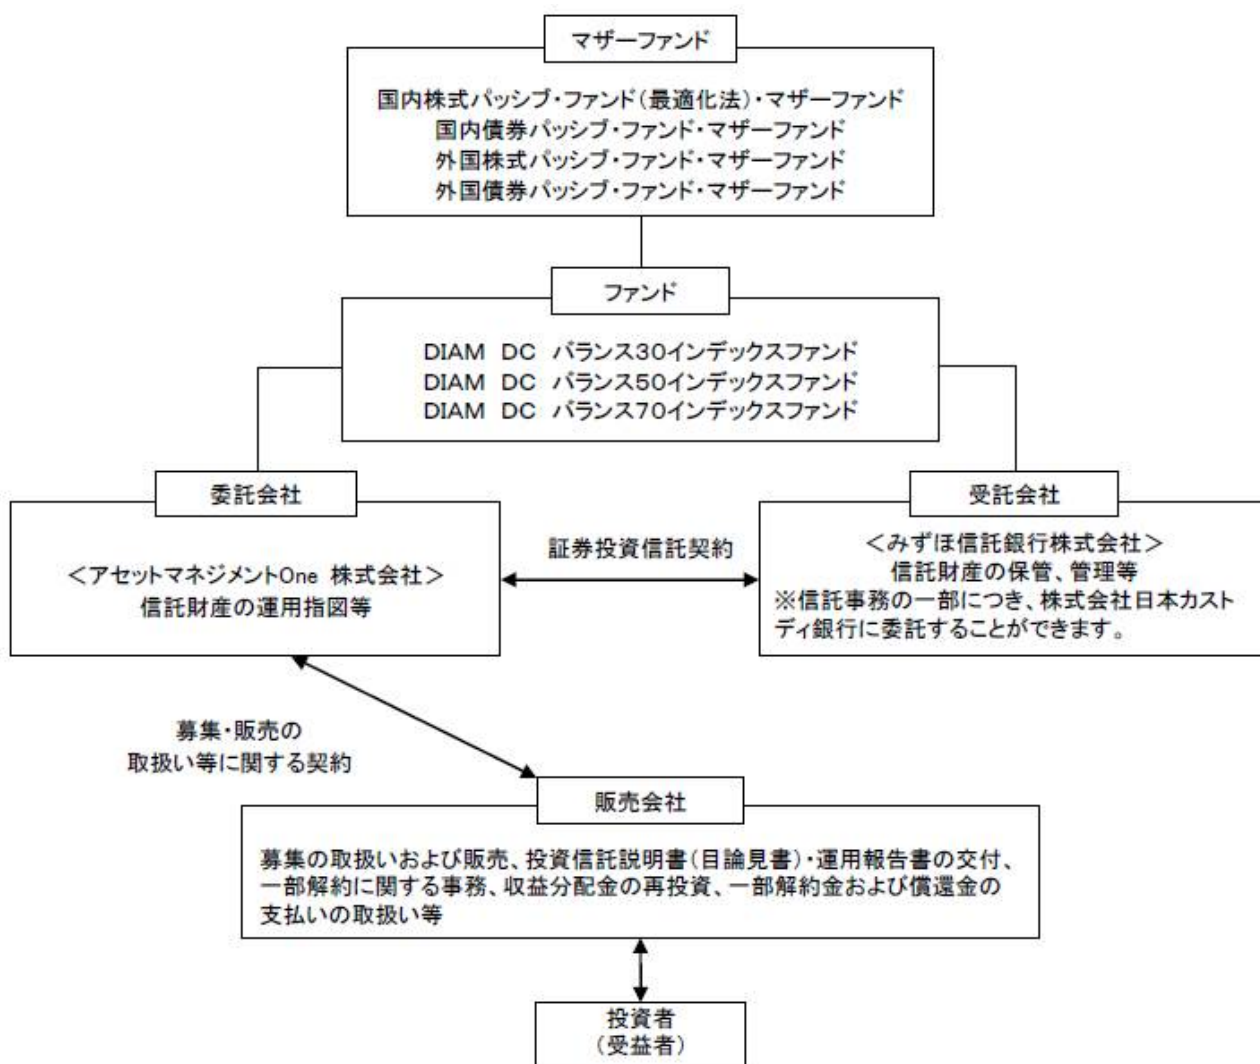 マザーファンド
国内株式パッシブ・ファンド(最適化法)・マザーファンド
国内債券パッシブ・ファンド・マザーファンド
外国株式パッシブ・ファンド・マザーファンド
外国債券パッシブ・ファンド・マザーファンド
ファンド
DIAM DC バランス30インデックスファンド
DIAM DC バランス50インデックスファンド
DIAM DC バランス70インデックスファンド
委託会社
<アセットマネジメントOne 株式会社>
信託財産の運用指図等
証券投資信託契約
受託会社
<みずほ信託銀行株式会社>
信託財産の保管、管理等
※信託事務の一部につき、株式会社日本カスト
ディ銀行に委託することができます。
募集・販売の
取扱い等に関する契約
販売会社
募集の取扱いおよび販売、投資信託説明書(目論見書)・運用報告書の交付、
一部解約に関する事務、収益分配金の再投資、一部解約金および償還金の
支払いの取扱い等
投資者
(受益者)